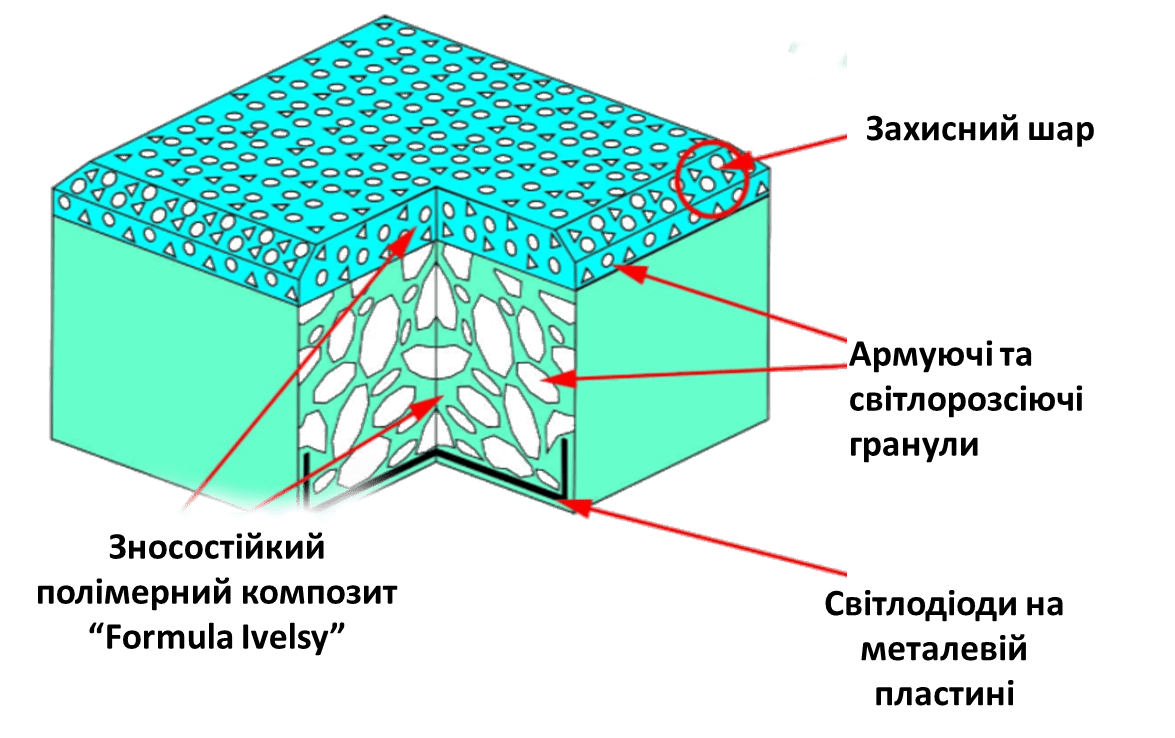 Захисний шар
Армуючі та
світлорозсіючі
гранули
Зносостійкий
полімерний композит
“Formula Ivelsy”
Світлодіоди на
металевій
пластині